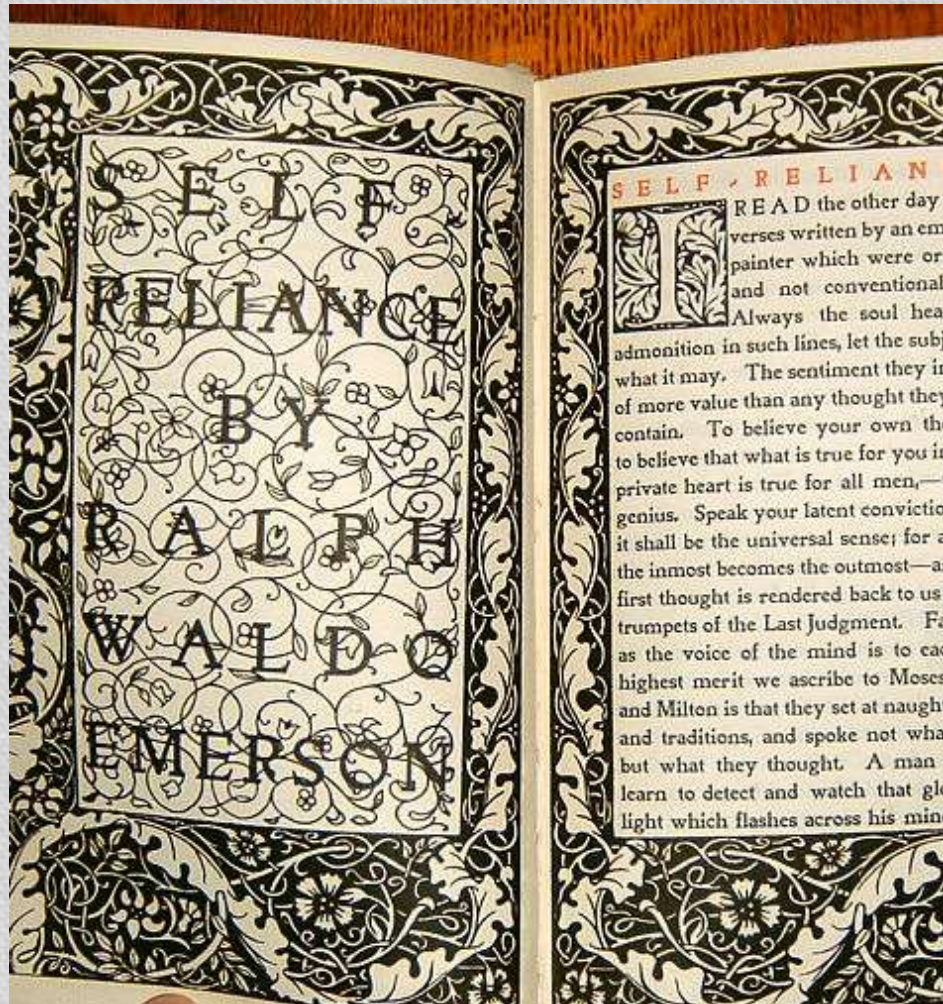 SELF
RELIANCE
BY
RALPH
WALDO
EMERSON
SELF-RELIAN
I READ the other day
verses written by an em
painter which were or
and not conventional
Always the soul hea
admonition in such lines, let the subj
what it may. The sentiment they in
of more value than any thought they
contain. To believe your own tho
to believe that what is true for you in
private heart is true for all men,—
genius. Speak your latent convictio
it shall be the universal sense; for a
the inmost becomes the outmost—a
first thought is rendered back to us
trumpets of the Last Judgment. Fa
as the voice of the mind is to eac
highest merit we ascribe to Moses
and Milton is that they set at naugh
and traditions, and spoke not wha
but what they thought. A man
learn to detect and watch that gle
light which flashes across his min